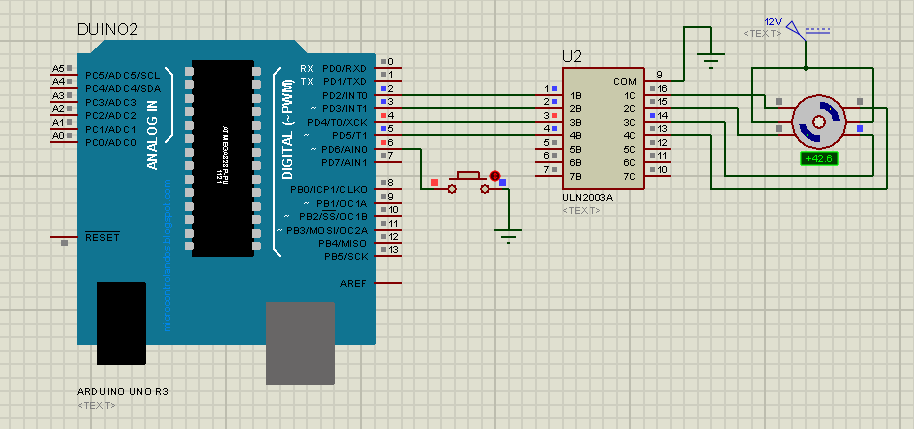 DUINO2
A5
A4
A3
A2
A1
A0
PC5/ADC5/SCL
PC4/ADC4/SDA
PC3/ADC3
PC2/ADC2
PC1/ADC1
PC0/ADC0
RESET
ANALOG IN
1121
microcontrolandos.blogspot.com
DIGITAL (~PWM)
RX PD0/RXD 0
TX PD1/TXD 1
PD2/INT0 2
~ PD3/INT1 3
PD4/T0/XCK 4
~ PD5/T1 5
~ PD6/AIN0 6
PD7/AIN1 7
PB0/ICP1/CLKO 8
~ PB1/OC1A 9
~ PB2/SS/OC1B 10
~ PB3/MOSI/OC2A 11
PB4/MISO 12
PB5/SCK 13
AREF
ARDUINO UNO R3
<TEXT>
U2
COM 9
1 1B 1C 16
2 2B 2C 15
3 3B 3C 14
4 4B 4C 13
5 5B 5C 12
6 6B 6C 11
7 7B 7C 10
ULN2003A
<TEXT>
12V
<TEXT>
+42.6